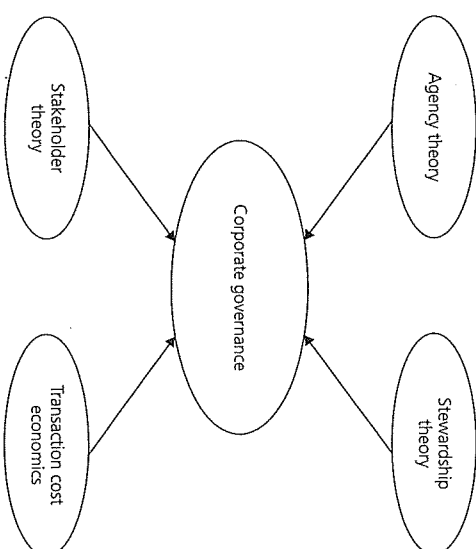 Agency theory
Stewardship
theory
Corporate governance
Stakeholder
theory
Transaction cost
economics